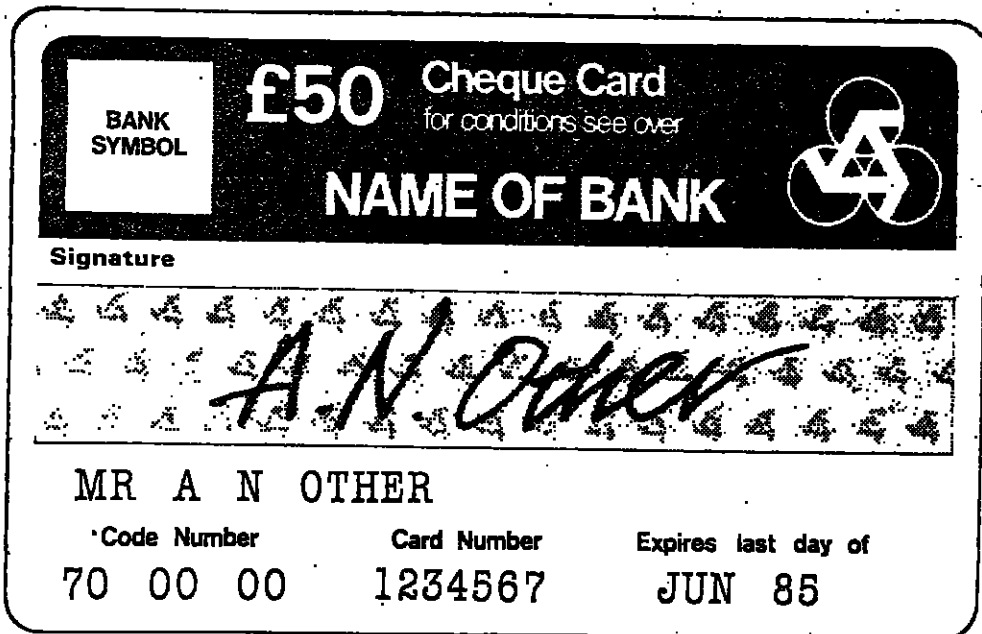 BANK
SYMBOL
£50
Cheque Card
for conditions see over
NAME OF BANK
Signature
A N Other
MR A N OTHER
Code Number
Card Number
Expires last day of
70 00 00
1234567
JUN 85